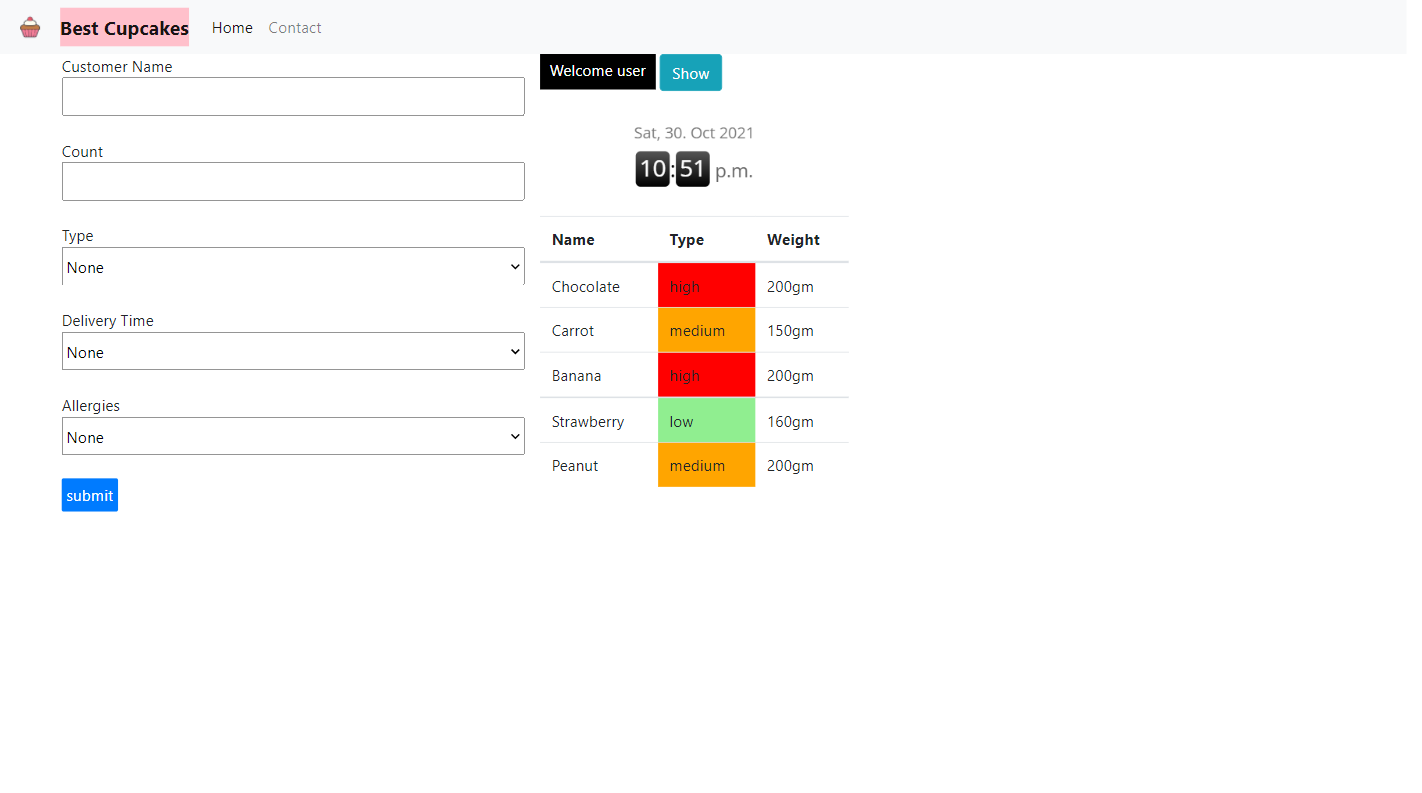 Best Cupcakes Home Contact
Customer Name
Count
Type
None
Delivery Time
None
Allergies
None
submit
Welcome user Show
Sat, 30. Oct 2021
10:51 p.m.
Name Type Weight
Chocolate high 200gm
Carrot medium 150gm
Banana high 200gm
Strawberry low 160gm
Peanut medium 200gm